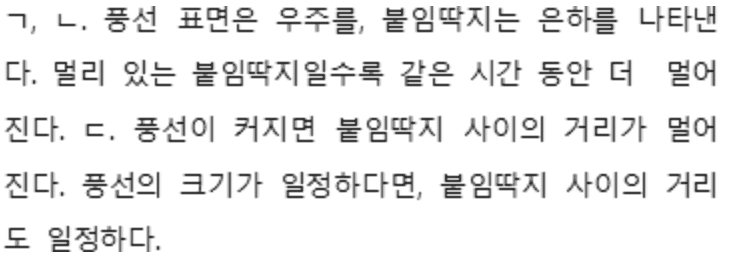 ㄱ, ㄴ. 풍선 표면은 우주를, 붙임딱지는 은하를 나타낸
다. 멀리 있는 붙임딱지일수록 같은 시간 동안 더 멀어
진다. ㄷ. 풍선이 커지면 붙임딱지 사이의 거리가 멀어
진다. 풍선의 크기가 일정하다면, 붙임딱지 사이의 거리
도 일정하다.